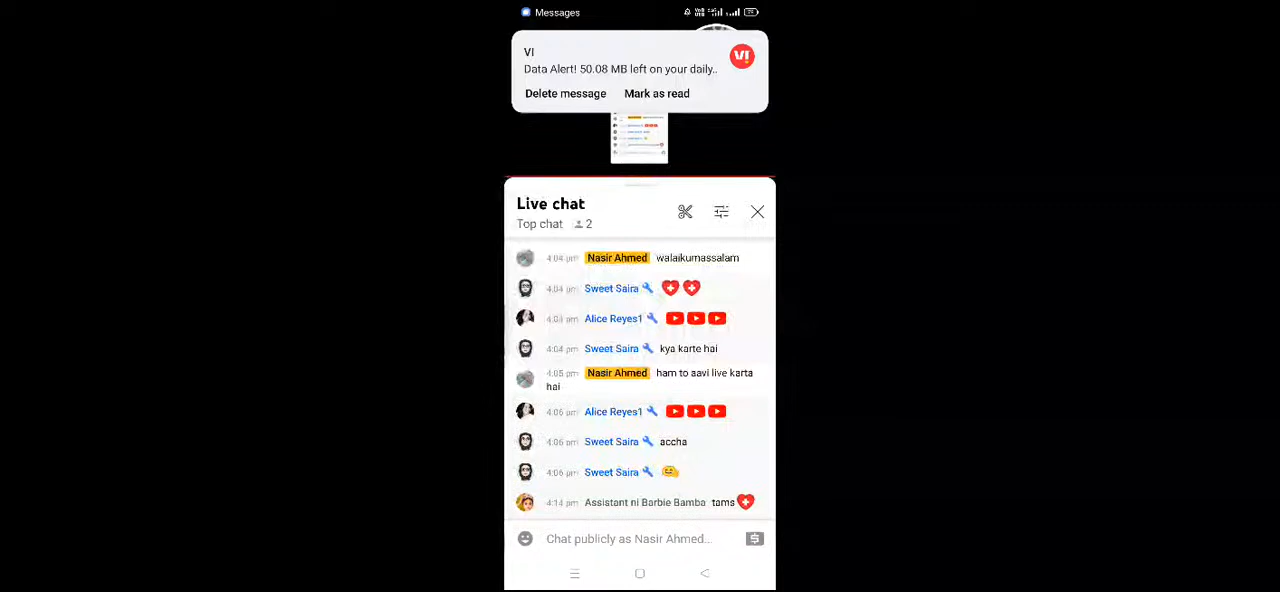 Messages
VI
Data Alert! 50.08 MB left on your daily..
Delete message Mark as read
Live chat
Top chat 2
4:04 pm Nasir Ahmed walaikumassalam
4:04 pm Sweet Saira
4:04 pm Alice Reyes1
4:04 pm Sweet Saira kya karte hai
4:05 pm Nasir Ahmed ham to aavi live karta
hai
4:06 pm Alice Reyes1
4:06 pm Sweet Saira accha
4:06 pm Sweet Saira
4:14 pm Assistant ni Barbie Bamba tams
Chat publicly as Nasir Ahmed...